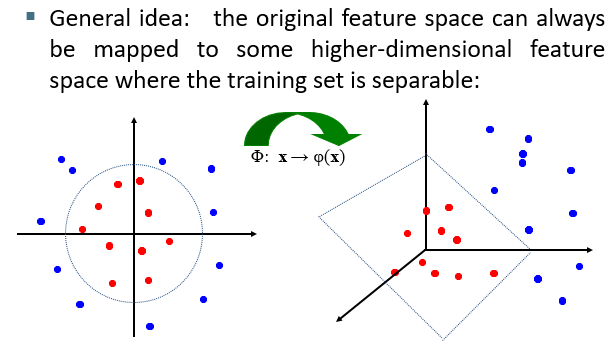 ▪ General idea: the original feature space can always
be mapped to some higher-dimensional feature
space where the training set is separable:
Φ: x → φ(x)